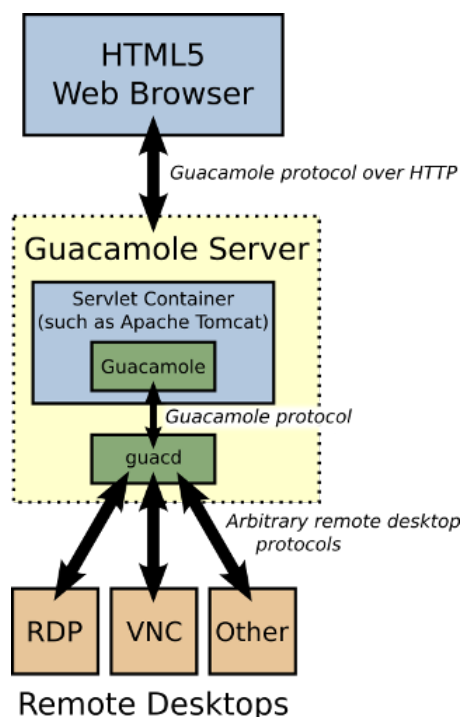 HTML5
Web Browser
Guacamole protocol over HTTP
Guacamole Server
Servlet Container
(such as Apache Tomcat)
Guacamole
Guacamole protocol
guacd
Arbitrary remote desktop
protocols
RDP
VNC
Other
Remote Desktops